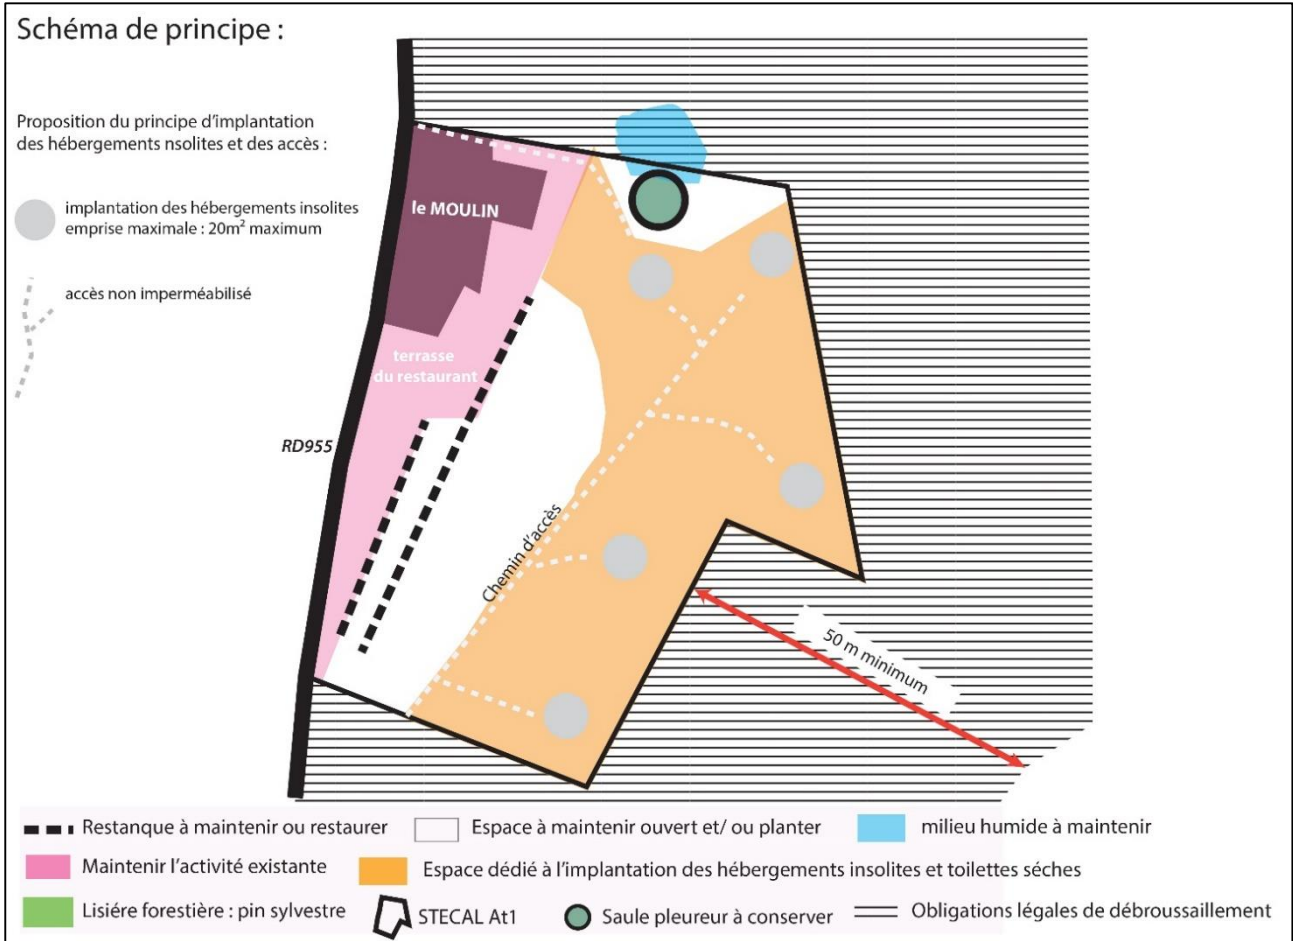 Schéma de principe :
Proposition du principe d'implantation
des hébergements nsolites et des accès :
implantation des hébergements insolites
emprise maximale : 20m² maximum
accès non imperméabilisé
le MOULIN
terrasse
du restaurant
RD955
Chemin d'accès
50 m minimum
Restanque à maintenir ou restaurer
Espace à maintenir ouvert et/ ou planter
milieu humide à maintenir
Maintenir l'activité existante
Espace dédié à l'implantation des hébergements insolites et toilettes séches
Lisiére forestière : pin sylvestre
STECAL At1
Saule pleureur à conserver
Obligations légales de débroussaillement